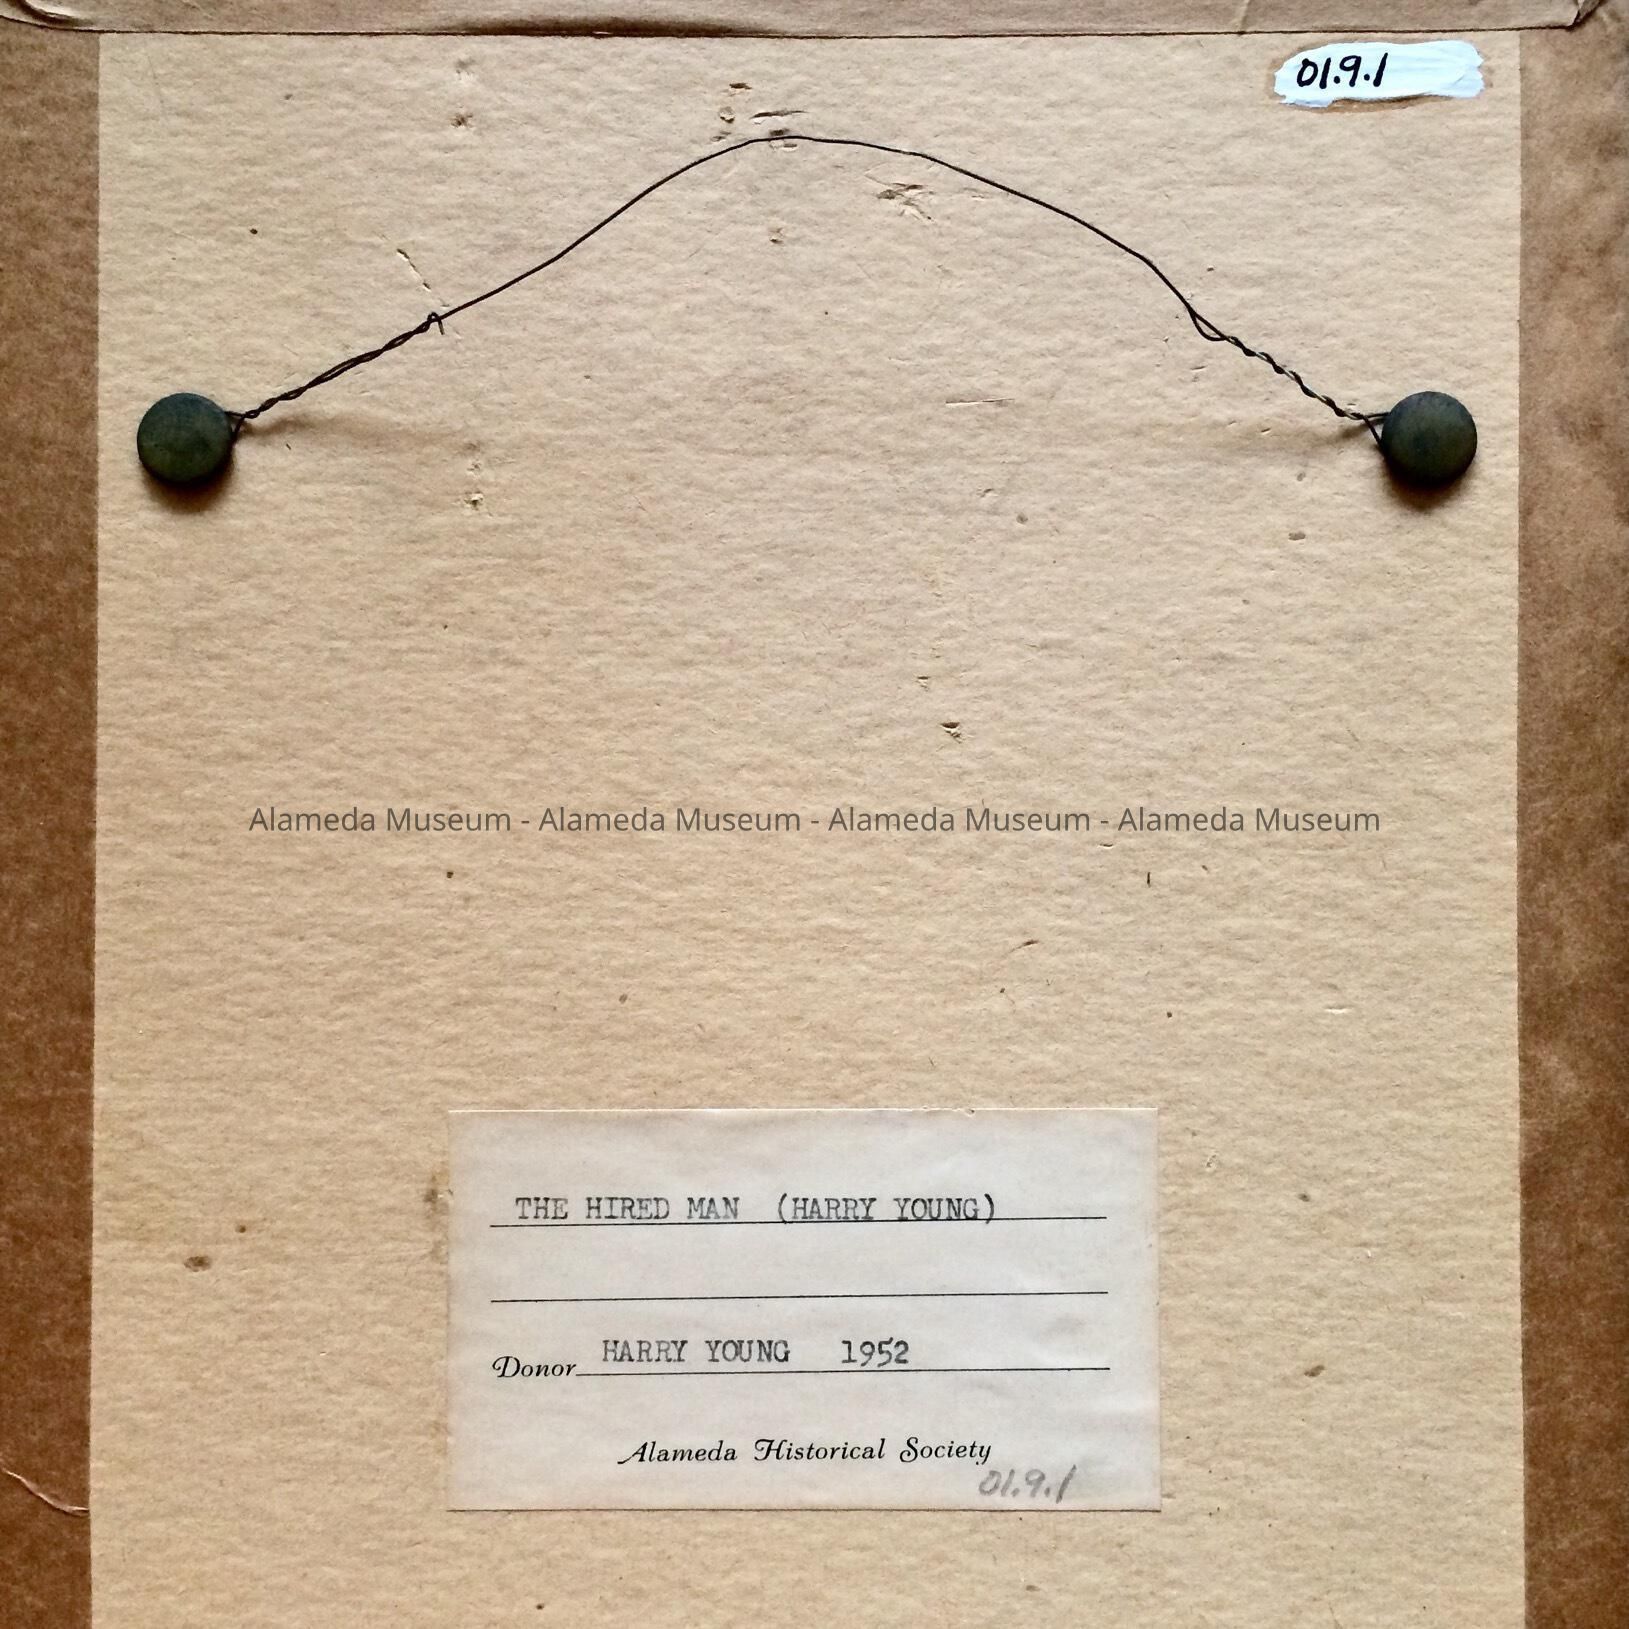 01.9.1
Alameda Museum - Alameda Museum - Alameda Museum - Alameda Museum
THE HIRED MAN (HARRY YOUNG)
Donor HARRY YOUNG 1952
Alameda Historical Society
01.9.1